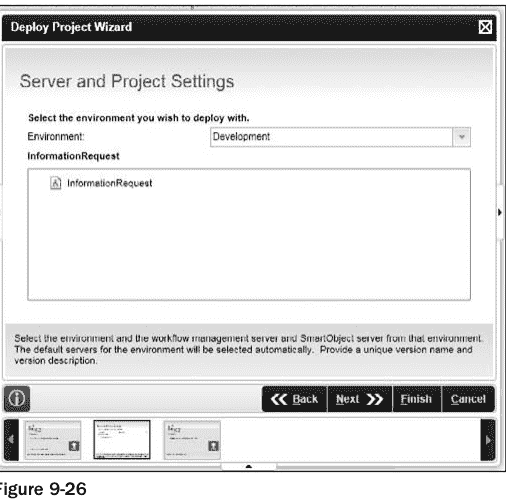 Deploy Project Wizard
Server and Project Settings
Select the environment you wish to deploy with.
Environment: Development
InformationRequest
InformationRequest
Select the environment and the workflow management server and SmartObject server from that environment.
The default servers for the environment will be selected automatically. Provide a unique version name and
version description.
Back Next Finish Cancel
Figure 9-26